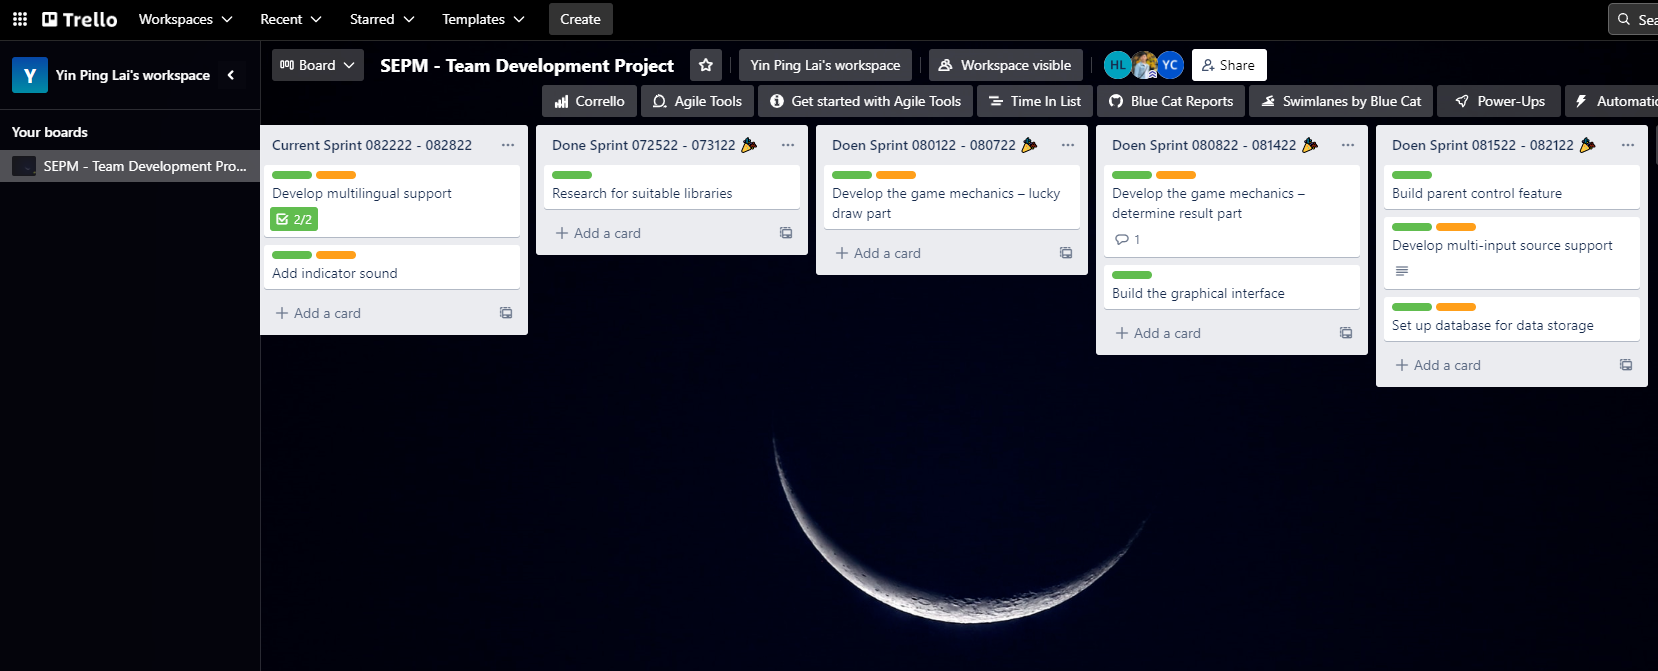 Trello
Workspaces
Recent
Starred
Templates
Create
Y
Yin Ping Lai's workspace
Your boards
SEPM - Team Development Pro...
Board
SEPM - Team Development Project
Yin Ping Lai's workspace
Workspace visible
HL
YC
Share
Corrello
Agile Tools
Get started with Agile Tools
Time In List
Blue Cat Reports
Swimlanes by Blue Cat
Power-Ups
Current Sprint 082222 - 082822
Develop multilingual support
2/2
Add indicator sound
Add a card
Done Sprint 072522 - 073122
Research for suitable libraries
Add a card
Doen Sprint 080122 - 080722
Develop the game mechanics – lucky
draw part
Add a card
Doen Sprint 080822 - 081422
Develop the game mechanics –
determine result part
1
Build the graphical interface
Add a card
Doen Sprint 081522 - 082122
Build parent control feature
Develop multi-input source support
Set up database for data storage
Add a card